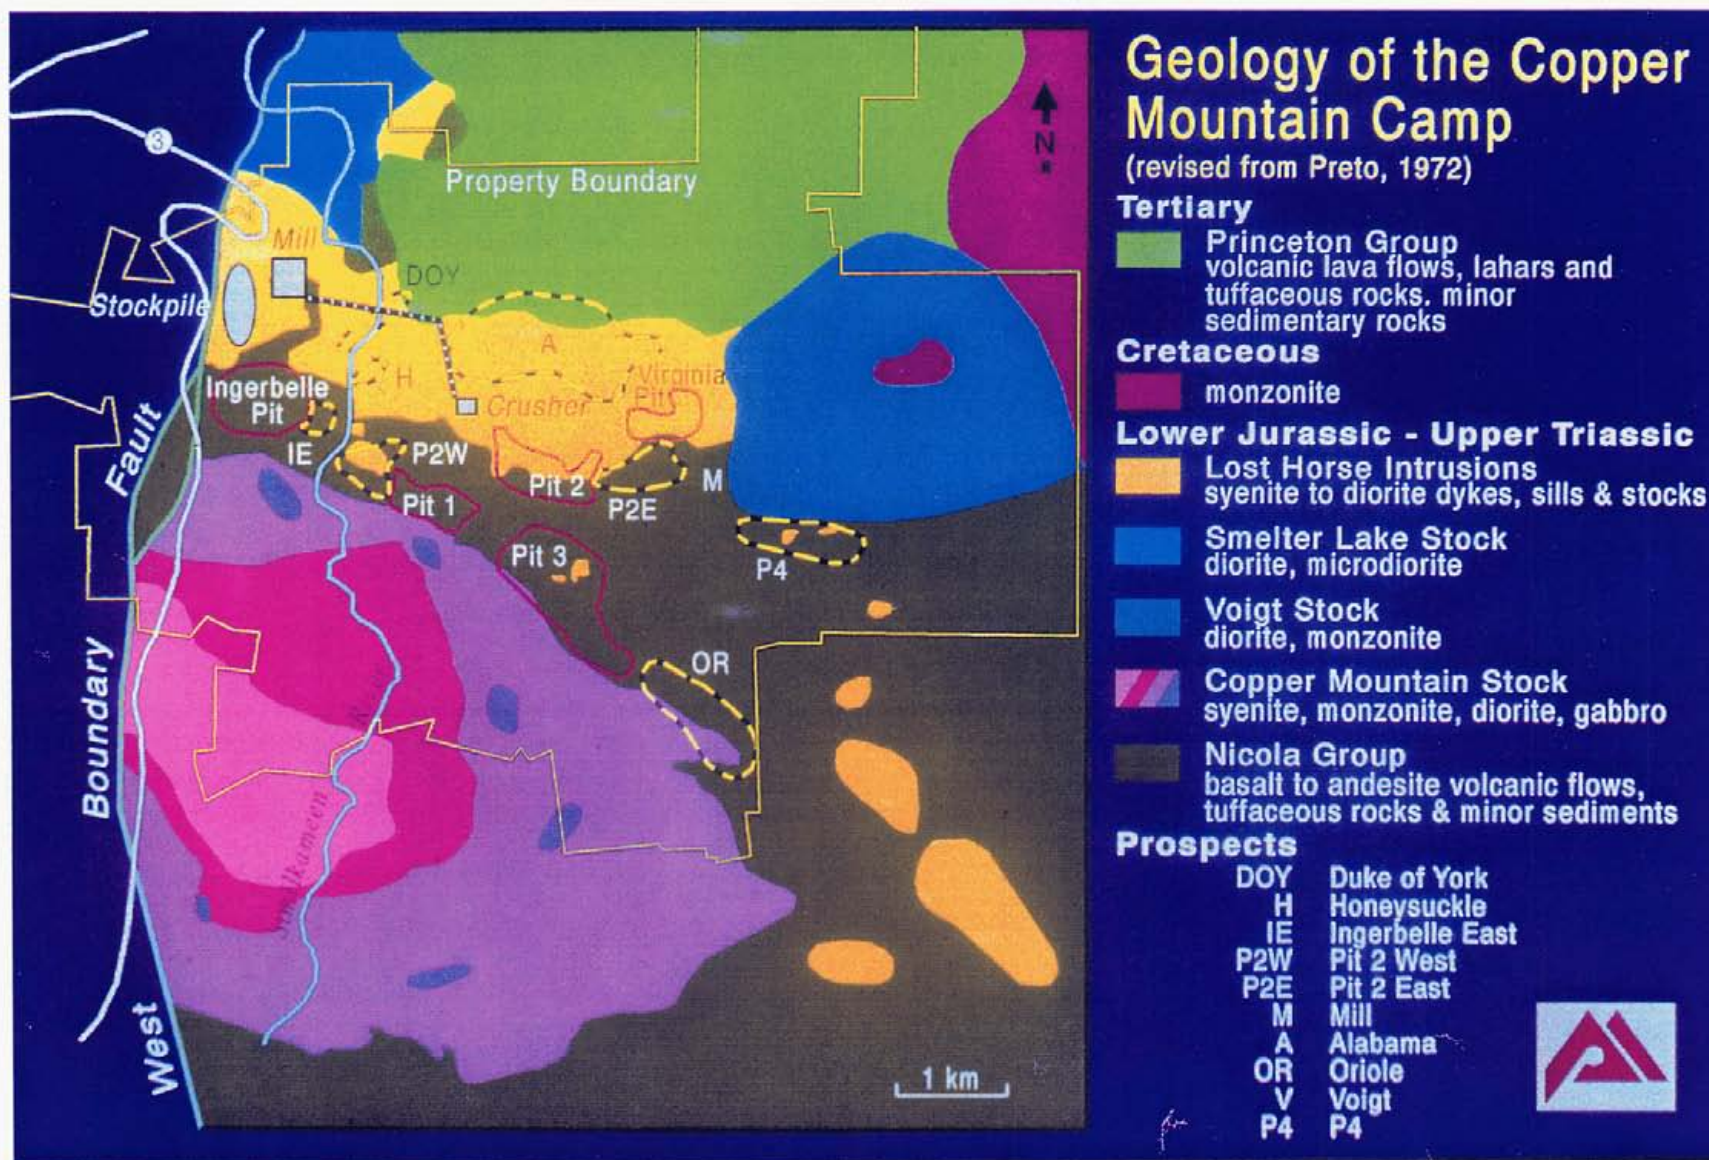 Geology of the Copper
Mountain Camp
(revised from Preto, 1972)
Tertiary
Princeton Group
volcanic lava flows, lahars and
tuffaceous rocks. minor
sedimentary rocks
Cretaceous
monzonite
Lower Jurassic - Upper Triassic
Lost Horse Intrusions
syenite to diorite dykes, sills & stocks
Smelter Lake Stock
diorite, microdiorite
Voigt Stock
diorite, monzonite
Copper Mountain Stock
syenite, monzonite, diorite, gabbro
Nicola Group
basalt to andesite volcanic flows,
tuffaceous rocks & minor sediments
Prospects
DOY Duke of York
H Honeysuckle
IE Ingerbelle East
P2W Pit 2 West
P2E Pit 2 East
M Mill
A Alabama
OR Oriole
V Voigt
P4 P4
3
N
Property Boundary
Mill
DOY
Stockpile
A
H
Virginia
Pit
Ingerbelle
Pit
Crusher
IE
P2W
Pit 1
Pit 2
P2E
M
Pit 3
P4
OR
West Boundary Fault
1 km